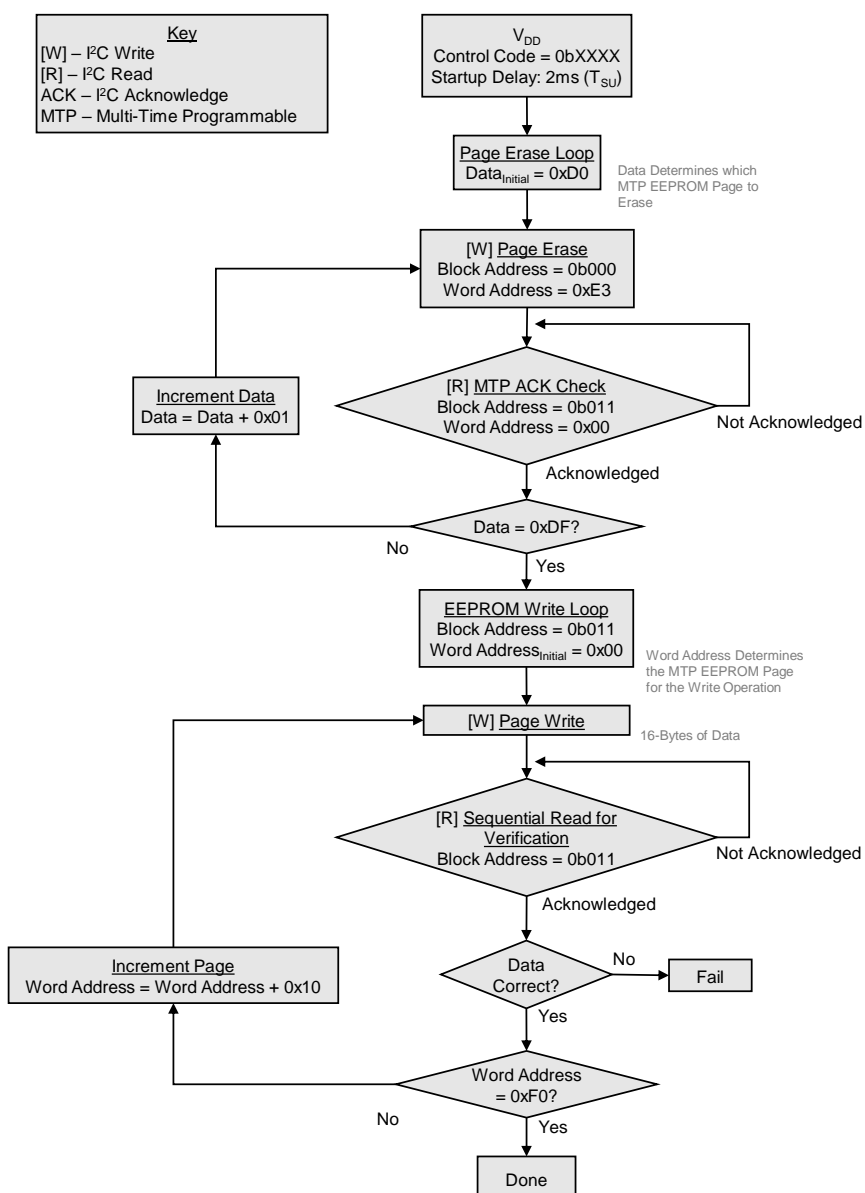 Key
[W] – I²C Write
[R] – I²C Read
ACK – I²C Acknowledge
MTP – Multi-Time Programmable
V_DD
Control Code = 0bXXXX
Startup Delay: 2ms (T_SU)
Page Erase Loop
Data_Initial = 0xD0
Data Determines which
MTP EEPROM Page to
Erase
[W] Page Erase
Block Address = 0b000
Word Address = 0xE3
[R] MTP ACK Check
Block Address = 0b011
Word Address = 0x00
Not Acknowledged
Increment Data
Data = Data + 0x01
Acknowledged
Data = 0xDF?
No
Yes
EEPROM Write Loop
Block Address = 0b011
Word Address_Initial = 0x00
Word Address Determines
the MTP EEPROM Page
for the Write Operation
[W] Page Write
16-Bytes of Data
[R] Sequential Read for
Verification
Block Address = 0b011
Not Acknowledged
Acknowledged
Increment Page
Word Address = Word Address + 0x10
Data
Correct?
No
Fail
Yes
Word Address
= 0xF0?
No
Yes
Done